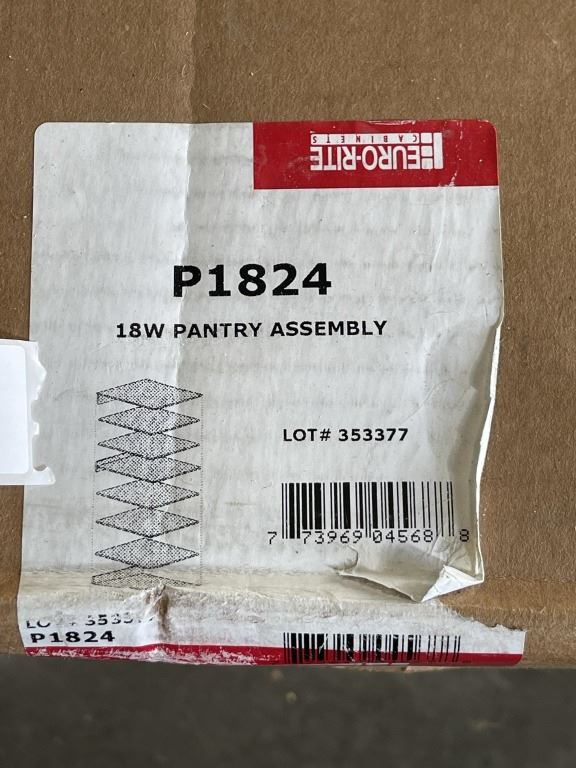 EURO-RITE
CABINETS
P1824
18W PANTRY ASSEMBLY
LOT# 353377
7 73969 04568 8
P1824